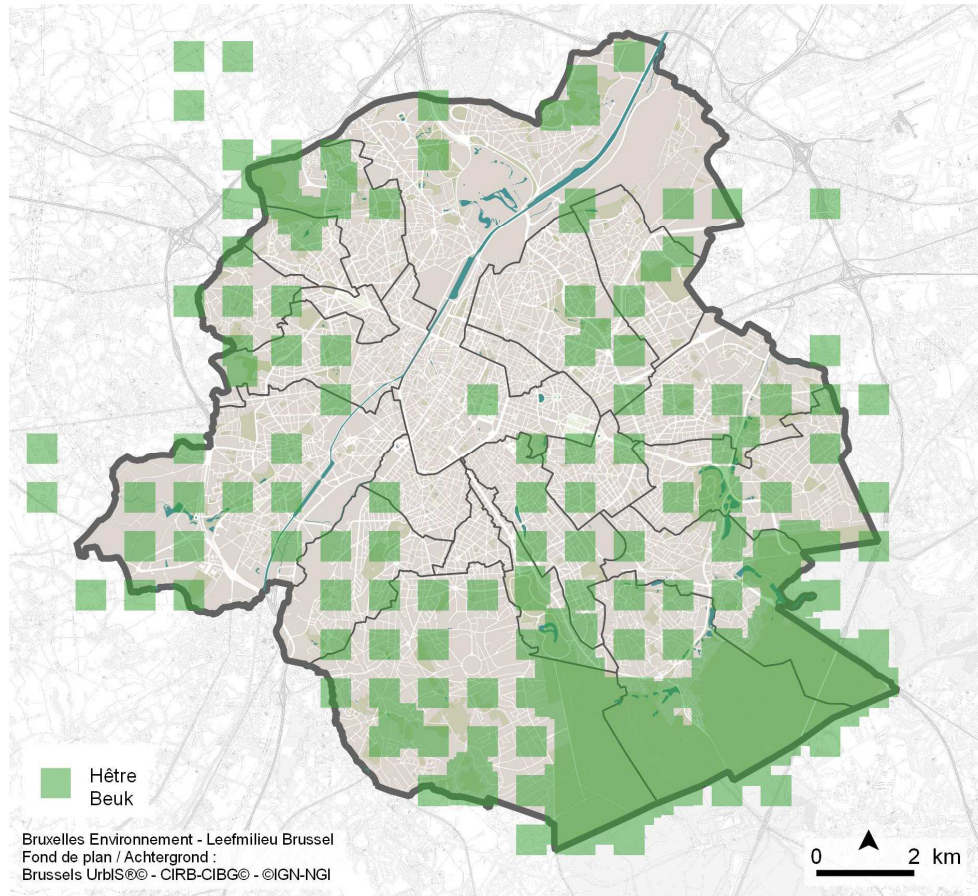 Hêtre
Beuk
Bruxelles Environnement - Leefmilieu Brussel
Fond de plan / Achtergrond :
Brussels UrbIS®© - CIRB-CIBG© - ©IGN-NGI
0 2 km